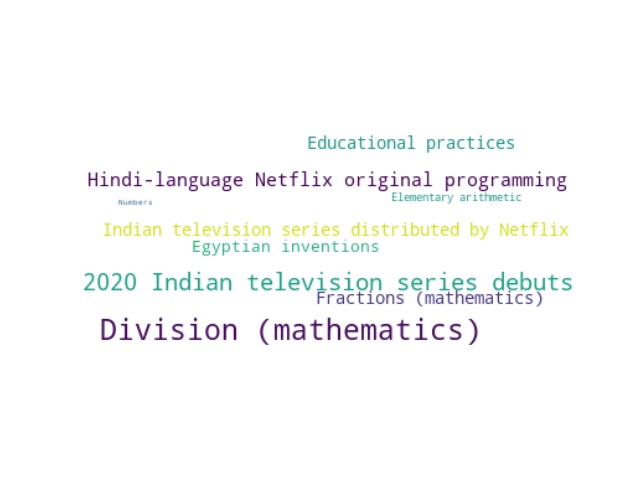 Educational practices
Hindi-language Netflix original programming
Elementary arithmetic
Numbers
Indian television series distributed by Netflix
Egyptian inventions
2020 Indian television series debuts
Fractions (mathematics)
Division (mathematics)